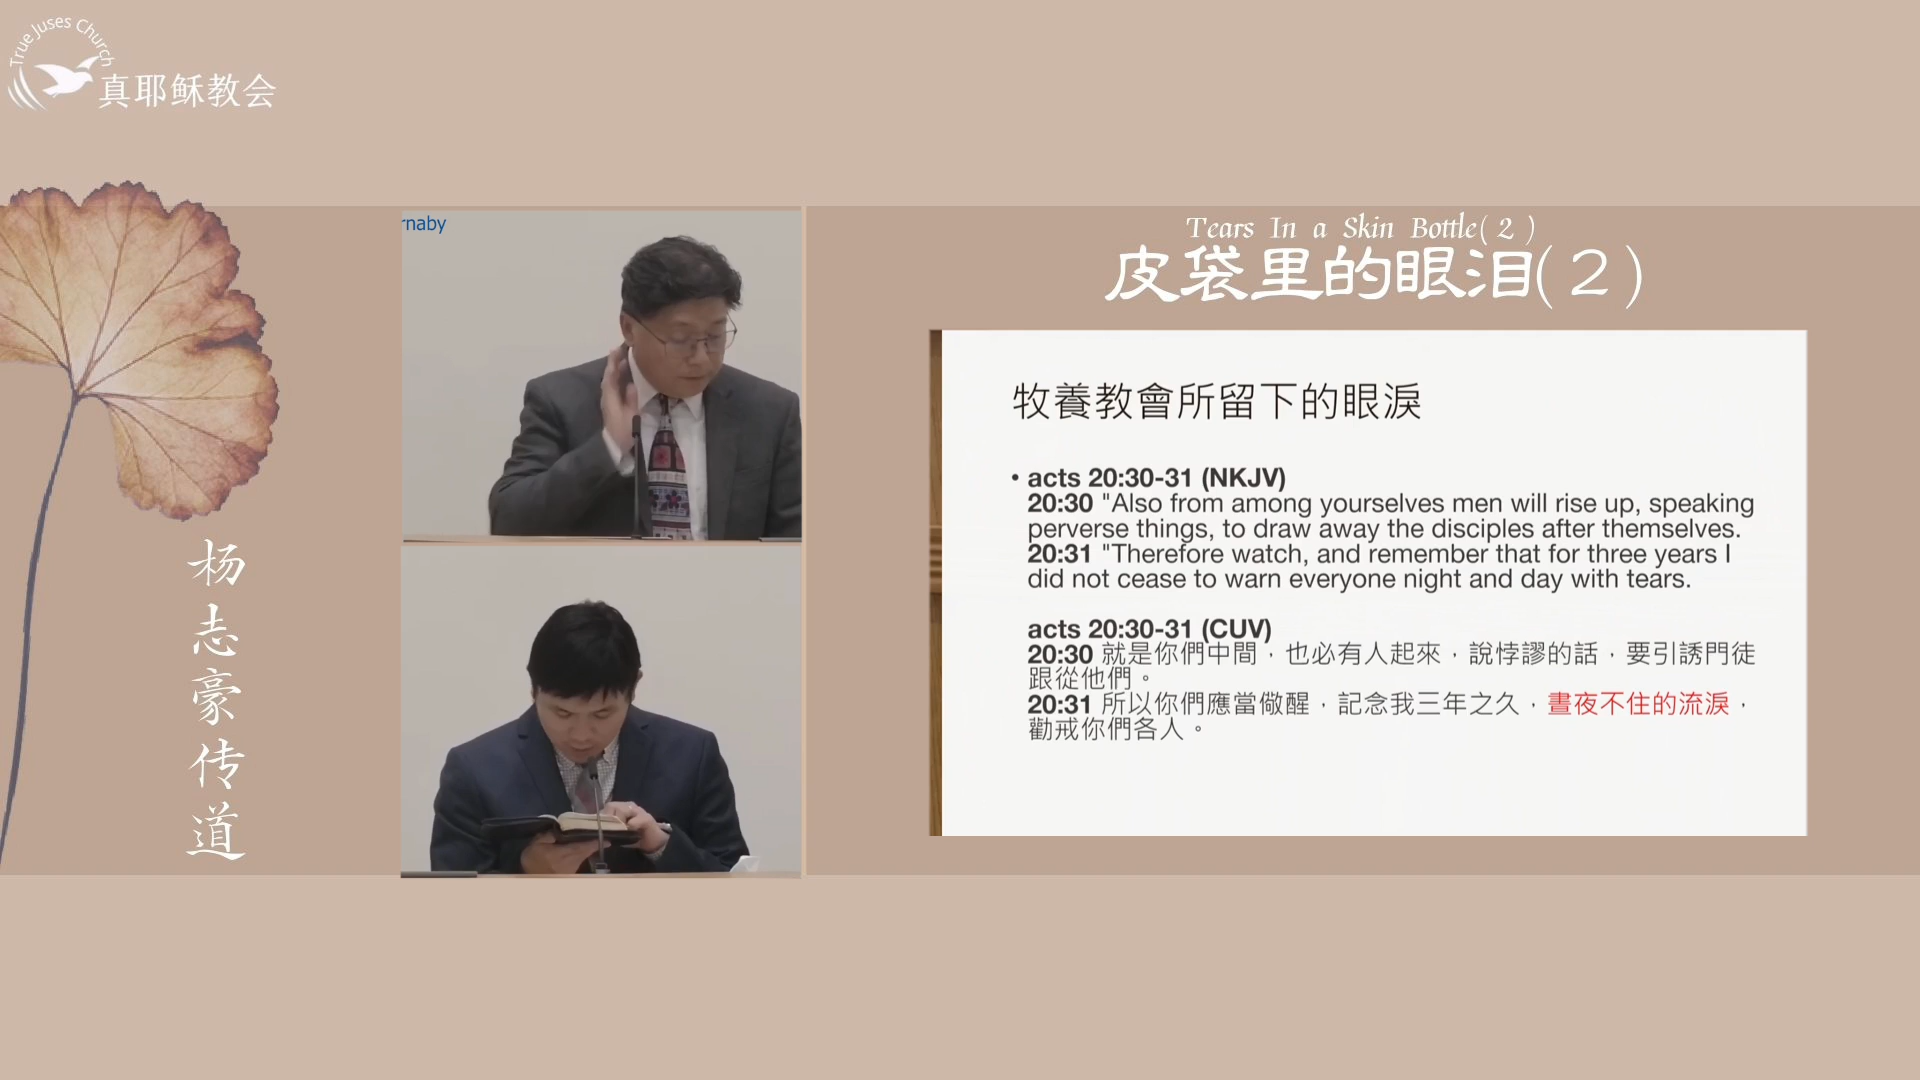 True Juses Church
真耶稣教会
rnaby
杨志豪传道
Tears In a Skin Bottle(2)
皮袋里的眼泪(2)
牧養教會所留下的眼淚
• acts 20:30-31 (NKJV)
20:30 "Also from among yourselves men will rise up, speaking
perverse things, to draw away the disciples after themselves.
20:31 "Therefore watch, and remember that for three years I
did not cease to warn everyone night and day with tears.
acts 20:30-31 (CUV)
20:30 就是你們中間，也必有人起來，說悖謬的話，要引誘門徒
跟從他們。
20:31 所以你們應當儆醒，記念我三年之久，晝夜不住的流淚，
勸戒你們各人。